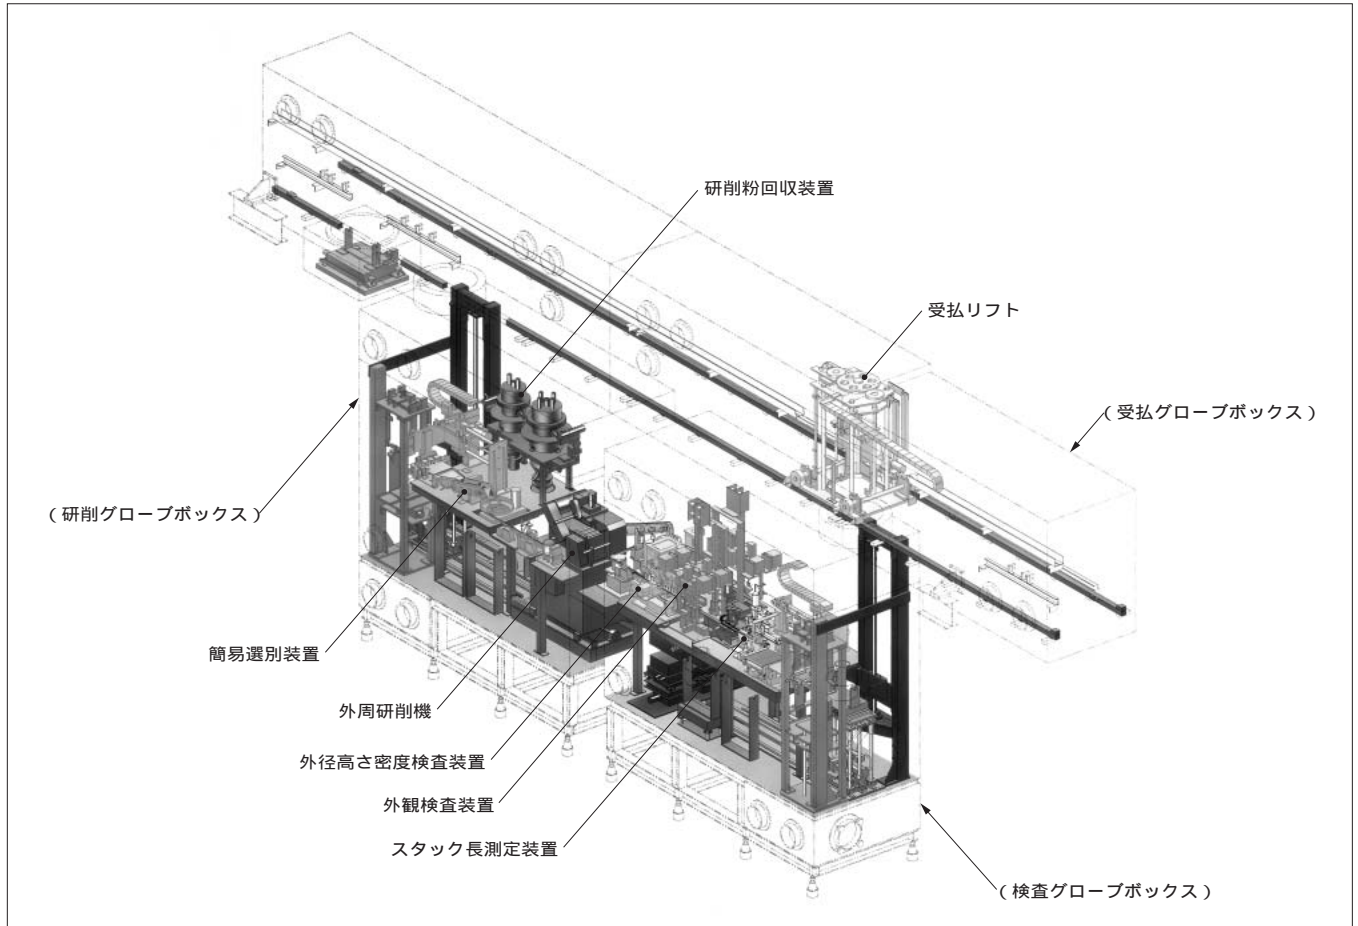 研削粉回収装置
受払リフト
（受払グローブボックス）
（研削グローブボックス）
簡易選別装置
外周研削機
外径高さ密度検査装置
外観検査装置
スタック長測定装置
（検査グローブボックス）